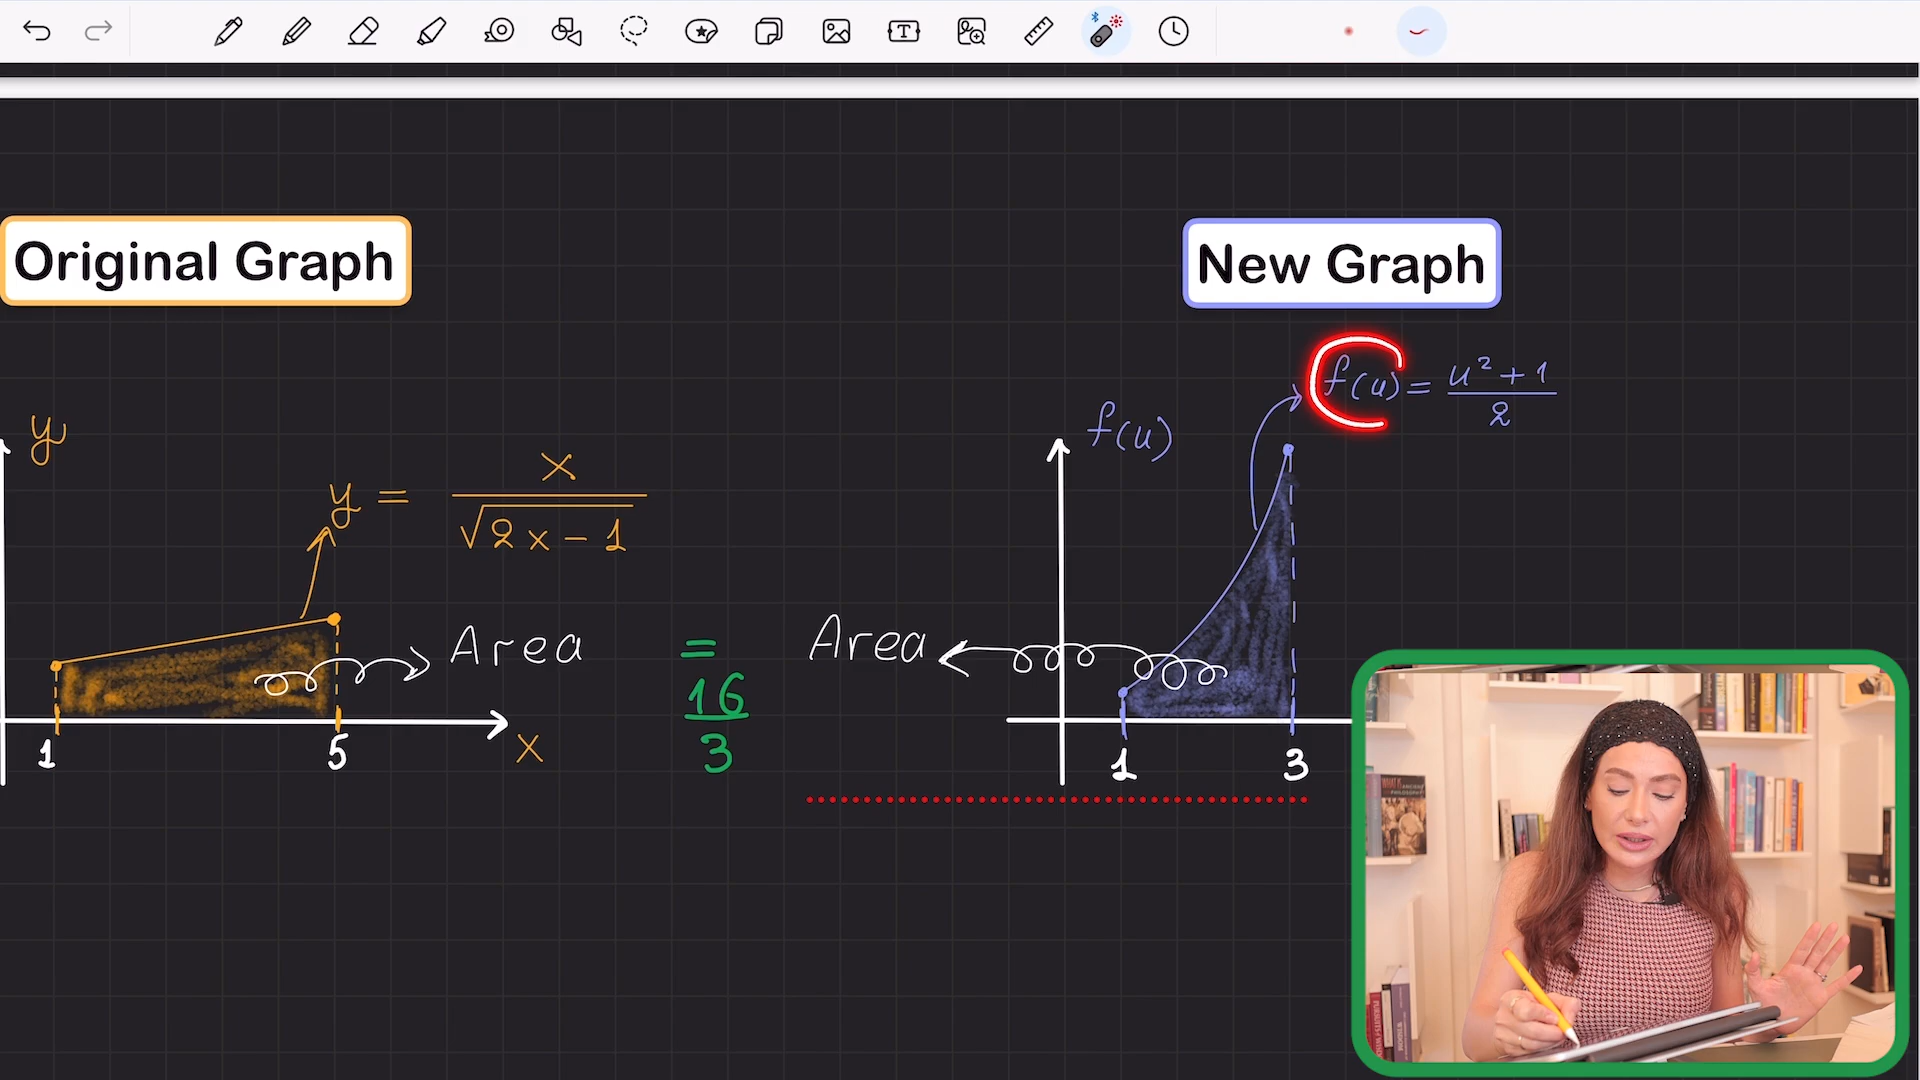 Original Graph
New Graph
f(u) = u² + 1 / 2
y
f(u)
y = x / √2x - 1
Area
=
16
3
Area
1
5
x
1
3